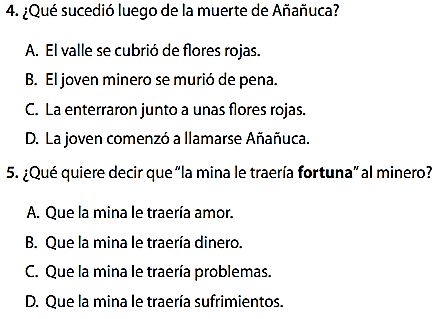 4. ¿Qué sucedió luego de la muerte de Añañuca?
A. El valle se cubrió de flores rojas.
B. El joven minero se murió de pena.
C. La enterraron junto a unas flores rojas.
D. La joven comenzó a llamarse Añañuca.
5. ¿Qué quiere decir que "la mina le traería fortuna" al minero?
A. Que la mina le traería amor.
B. Que la mina le traería dinero.
C. Que la mina le traería problemas.
D. Que la mina le traería sufrimientos.